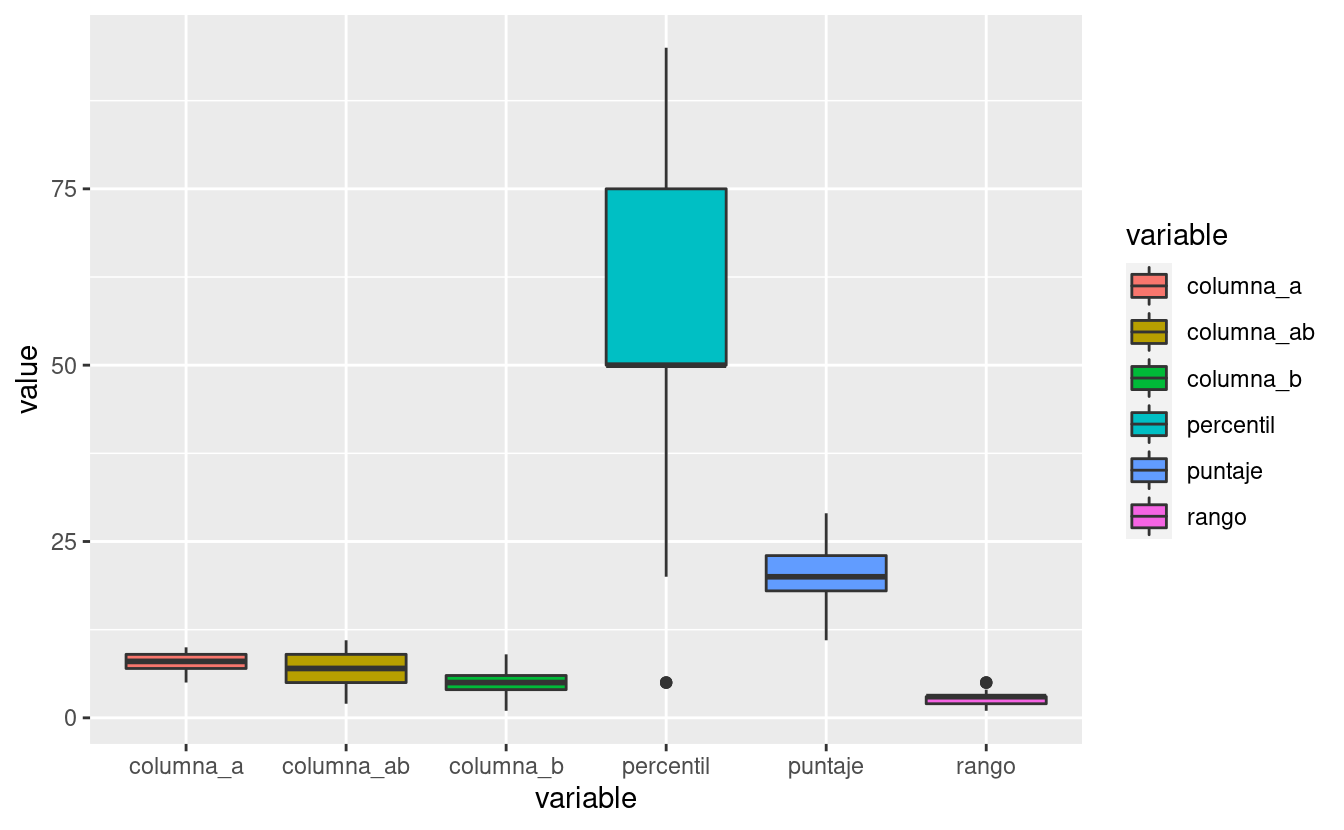 value
75
50
25
0
columna_a columna_ab columna_b percentil puntaje rango
variable
variable
columna_a
columna_ab
columna_b
percentil
puntaje
rango